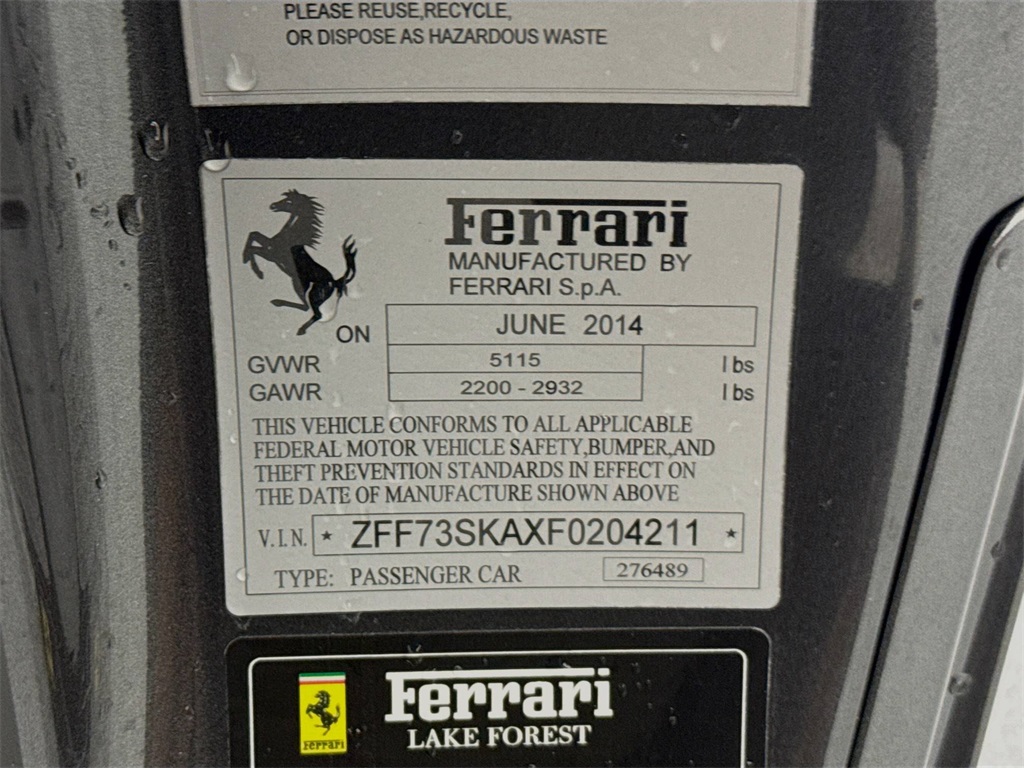 PLEASE REUSE,RECYCLE,
OR DISPOSE AS HAZARDOUS WASTE
Ferrari
MANUFACTURED BY
FERRARI S.p.A.
ON JUNE 2014
GVWR 5115 lbs
GAWR 2200 - 2932 lbs
THIS VEHICLE CONFORMS TO ALL APPLICABLE
FEDERAL MOTOR VEHICLE SAFETY,BUMPER,AND
THEFT PREVENTION STANDARDS IN EFFECT ON
THE DATE OF MANUFACTURE SHOWN ABOVE
V.I.N. * ZFF73SKAXF0204211 *
TYPE: PASSENGER CAR 276489
Ferrari
Ferrari
LAKE FOREST